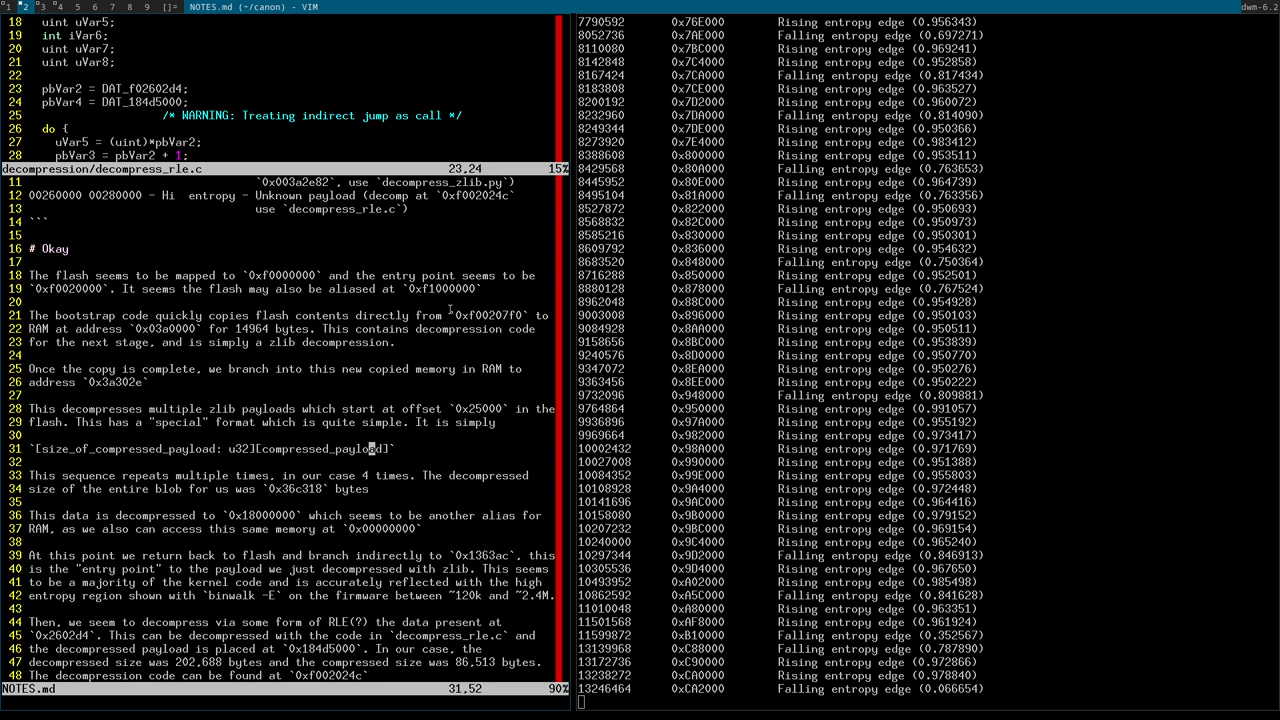 1 2 3 4 5 6 7 8 9 []= NOTES.md (~/canon) - VIM dwm-6.2
18 uint uVar5;
19 int iVar6;
20 uint uVar7;
21 uint uVar8;
22
23 pbVar2 = DAT_f02602d4;
24 pbVar4 = DAT_184d5000;
25 /* WARNING: Treating indirect jump as call */
26 do {
27 uVar5 = (uint)*pbVar2;
28 pbVar3 = pbVar2 + 1;
decompression/decompress_rle.c 23,24 15%
11 `0x003a2e82`, use `decompress_zlib.py`)
12 00260000 00280000 - Hi entropy - Unknown payload (decomp at `0xf002024c`
13 use `decompress_rle.c`)
14 ```
15
16 # Okay
17
18 The flash seems to be mapped to `0xf0000000` and the entry point seems to be
19 `0xf0020000`. It seems the flash may also be aliased at `0xf1000000`
20
21 The bootstrap code quickly copies flash contents directly from `0xf00207f0` to
22 RAM at address `0x03a0000` for 14964 bytes. This contains decompression code
23 for the next stage, and is simply a zlib decompression.
24
25 Once the copy is complete, we branch into this new copied memory in RAM to
26 address `0x3a302e`
27
28 This decompresses multiple zlib payloads which start at offset `0x25000` in the
29 flash. This has a "special" format which is quite simple. It is simply
30
31 `[size_of_compressed_payload: u32][compressed_payload]`
32
33 This sequence repeats multiple times, in our case 4 times. The decompressed
34 size of the entire blob for us was `0x36c318` bytes
35
36 This data is decompressed to `0x18000000` which seems to be another alias for
37 RAM, as we also can access this same memory at `0x00000000`
38
39 At this point we return back to flash and branch indirectly to `0x1363ac`, this
40 is the "entry point" to the payload we just decompressed with zlib. This seems
41 to be a majority of the kernel code and is accurately reflected with the high
42 entropy region shown with `binwalk -E` on the firmware between ~120k and ~2.4M.
43
44 Then, we seem to decompress via some form of RLE(?) the data present at
45 `0x2602d4`. This can be decompressed with the code in `decompress_rle.c` and
46 the decompressed payload is placed at `0x184d5000`. In our case, the
47 decompressed size was 202,688 bytes and the compressed size was 86,513 bytes.
48 The decompression code can be found at `0xf002024c`
NOTES.md 31,52 90%
7790592 0x76E000 Rising entropy edge (0.956343)
8052736 0x7AE000 Falling entropy edge (0.697271)
8110080 0x7BC000 Rising entropy edge (0.969241)
8142848 0x7C4000 Rising entropy edge (0.952858)
8167424 0x7CA000 Falling entropy edge (0.817434)
8183808 0x7CE000 Rising entropy edge (0.963527)
8200192 0x7D2000 Rising entropy edge (0.960072)
8232960 0x7DA000 Falling entropy edge (0.814090)
8249344 0x7DE000 Rising entropy edge (0.950366)
8273920 0x7E4000 Rising entropy edge (0.983412)
8388608 0x800000 Rising entropy edge (0.953511)
8429568 0x80A000 Falling entropy edge (0.763653)
8445952 0x80E000 Rising entropy edge (0.964739)
8495104 0x81A000 Falling entropy edge (0.763356)
8527872 0x822000 Rising entropy edge (0.950693)
8568832 0x82C000 Rising entropy edge (0.950930)
8585216 0x830000 Rising entropy edge (0.950301)
8609792 0x836000 Rising entropy edge (0.954632)
8683520 0x848000 Falling entropy edge (0.750364)
8716288 0x850000 Rising entropy edge (0.952501)
8880128 0x878000 Falling entropy edge (0.767524)
8962048 0x88C000 Rising entropy edge (0.954928)
9003008 0x896000 Rising entropy edge (0.950103)
9084928 0x8AA000 Rising entropy edge (0.950511)
9158656 0x8BC000 Rising entropy edge (0.953839)
9240576 0x8D0000 Rising entropy edge (0.950770)
9347072 0x8EA000 Rising entropy edge (0.950276)
9363456 0x8EE000 Rising entropy edge (0.950222)
9732096 0x948000 Falling entropy edge (0.809881)
9764864 0x950000 Rising entropy edge (0.991057)
9936896 0x97A000 Rising entropy edge (0.955192)
9969664 0x982000 Rising entropy edge (0.973417)
10002432 0x98A000 Rising entropy edge (0.971769)
10027008 0x990000 Rising entropy edge (0.951388)
10084352 0x99E000 Rising entropy edge (0.955803)
10108928 0x9A4000 Rising entropy edge (0.972448)
10141696 0x9AC000 Rising entropy edge (0.964416)
10158080 0x9B0000 Rising entropy edge (0.979152)
10207232 0x9BC000 Rising entropy edge (0.969154)
10240000 0x9C4000 Rising entropy edge (0.965240)
10297344 0x9D2000 Falling entropy edge (0.846913)
10305536 0x9D4000 Rising entropy edge (0.967650)
10493952 0xA02000 Rising entropy edge (0.985498)
10862592 0xA5C000 Falling entropy edge (0.841628)
11010048 0xA80000 Rising entropy edge (0.963351)
11501568 0xAF8000 Rising entropy edge (0.961924)
11599872 0xB10000 Falling entropy edge (0.352567)
13139968 0xC88000 Falling entropy edge (0.787890)
13172736 0xC90000 Rising entropy edge (0.972866)
13238272 0xCA0000 Rising entropy edge (0.978840)
13246464 0xCA2000 Falling entropy edge (0.066654)